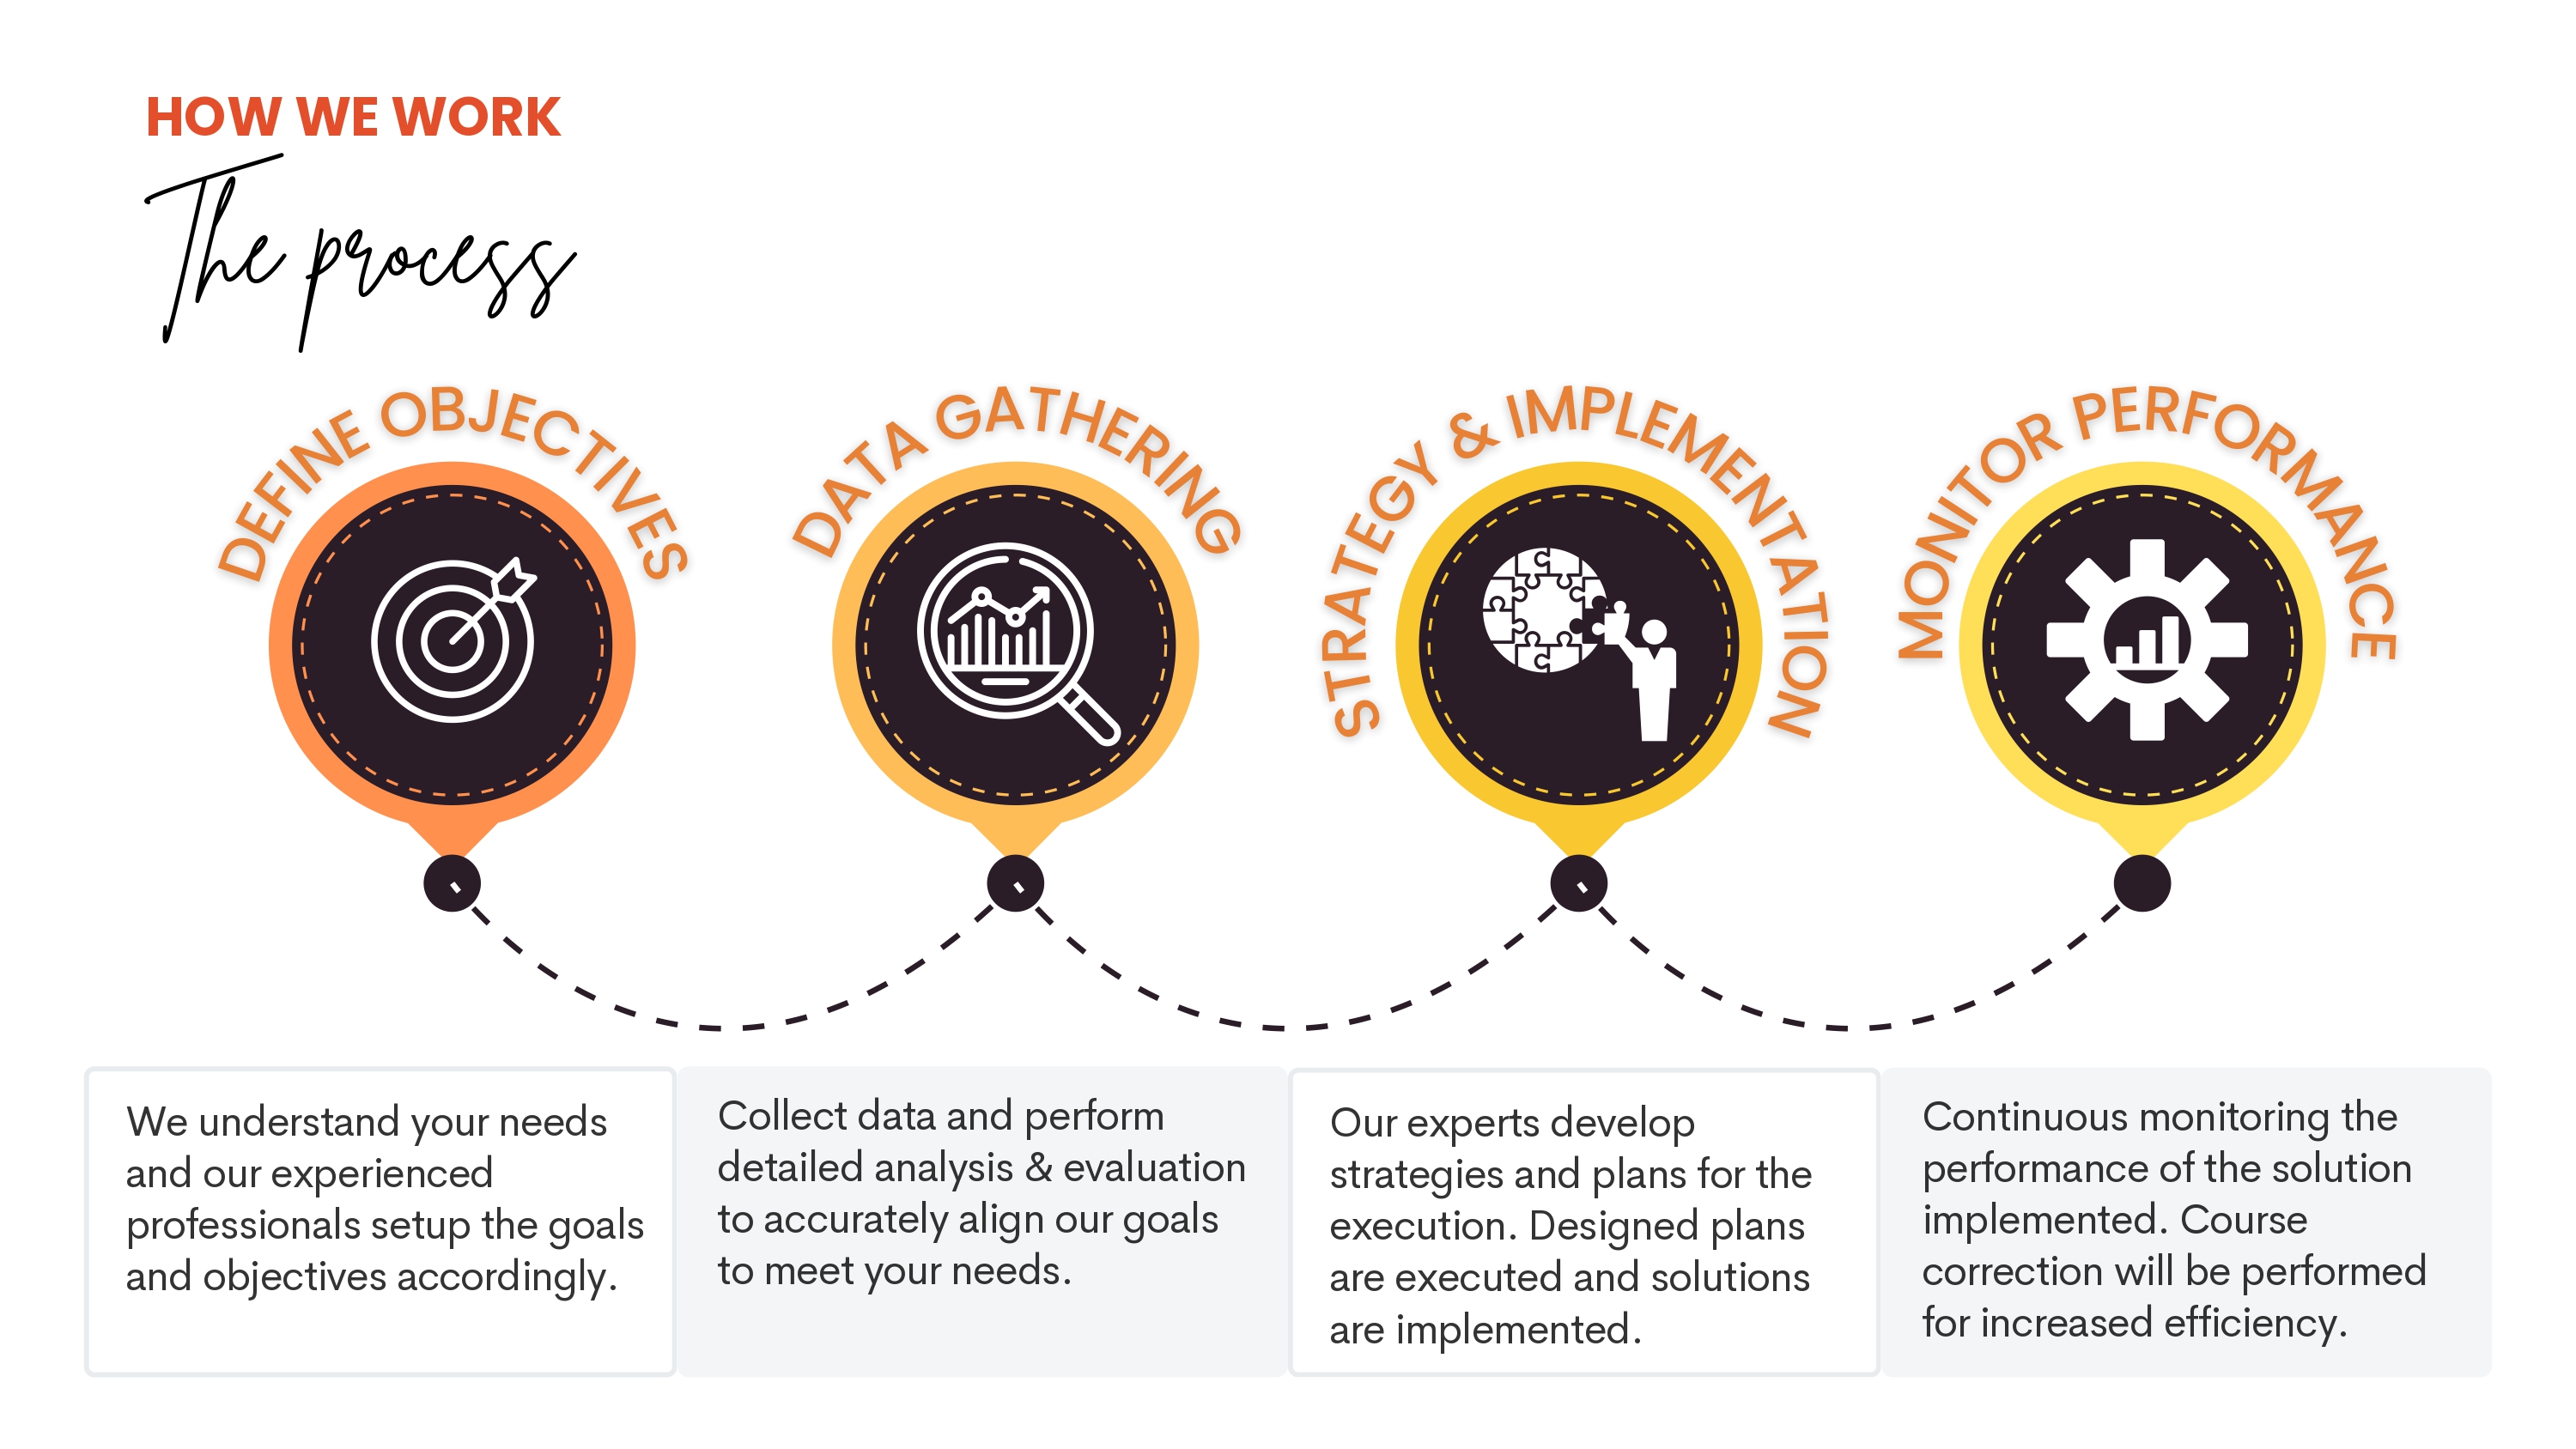 HOW WE WORK
The process
DEFINE OBJECTIVES
DATA GATHERING
STRATEGY & IMPLEMENTATION
MONITOR PERFORMANCE
We understand your needs
and our experienced
professionals setup the goals
and objectives accordingly.
Collect data and perform
detailed analysis & evaluation
to accurately align our goals
to meet your needs.
Our experts develop
strategies and plans for the
execution. Designed plans
are executed and solutions
are implemented.
Continuous monitoring the
performance of the solution
implemented. Course
correction will be performed
for increased efficiency.